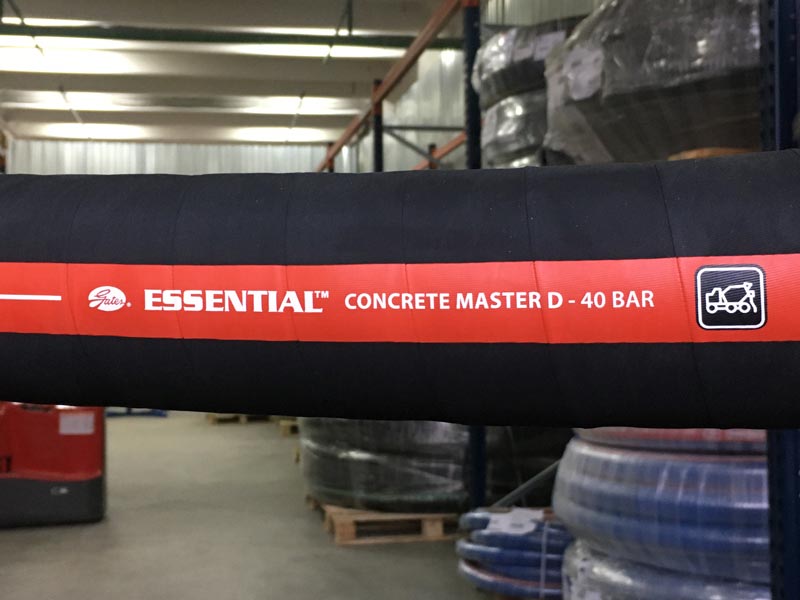 Gates® ESSENTIAL™ CONCRETE MASTER D - 40 BAR